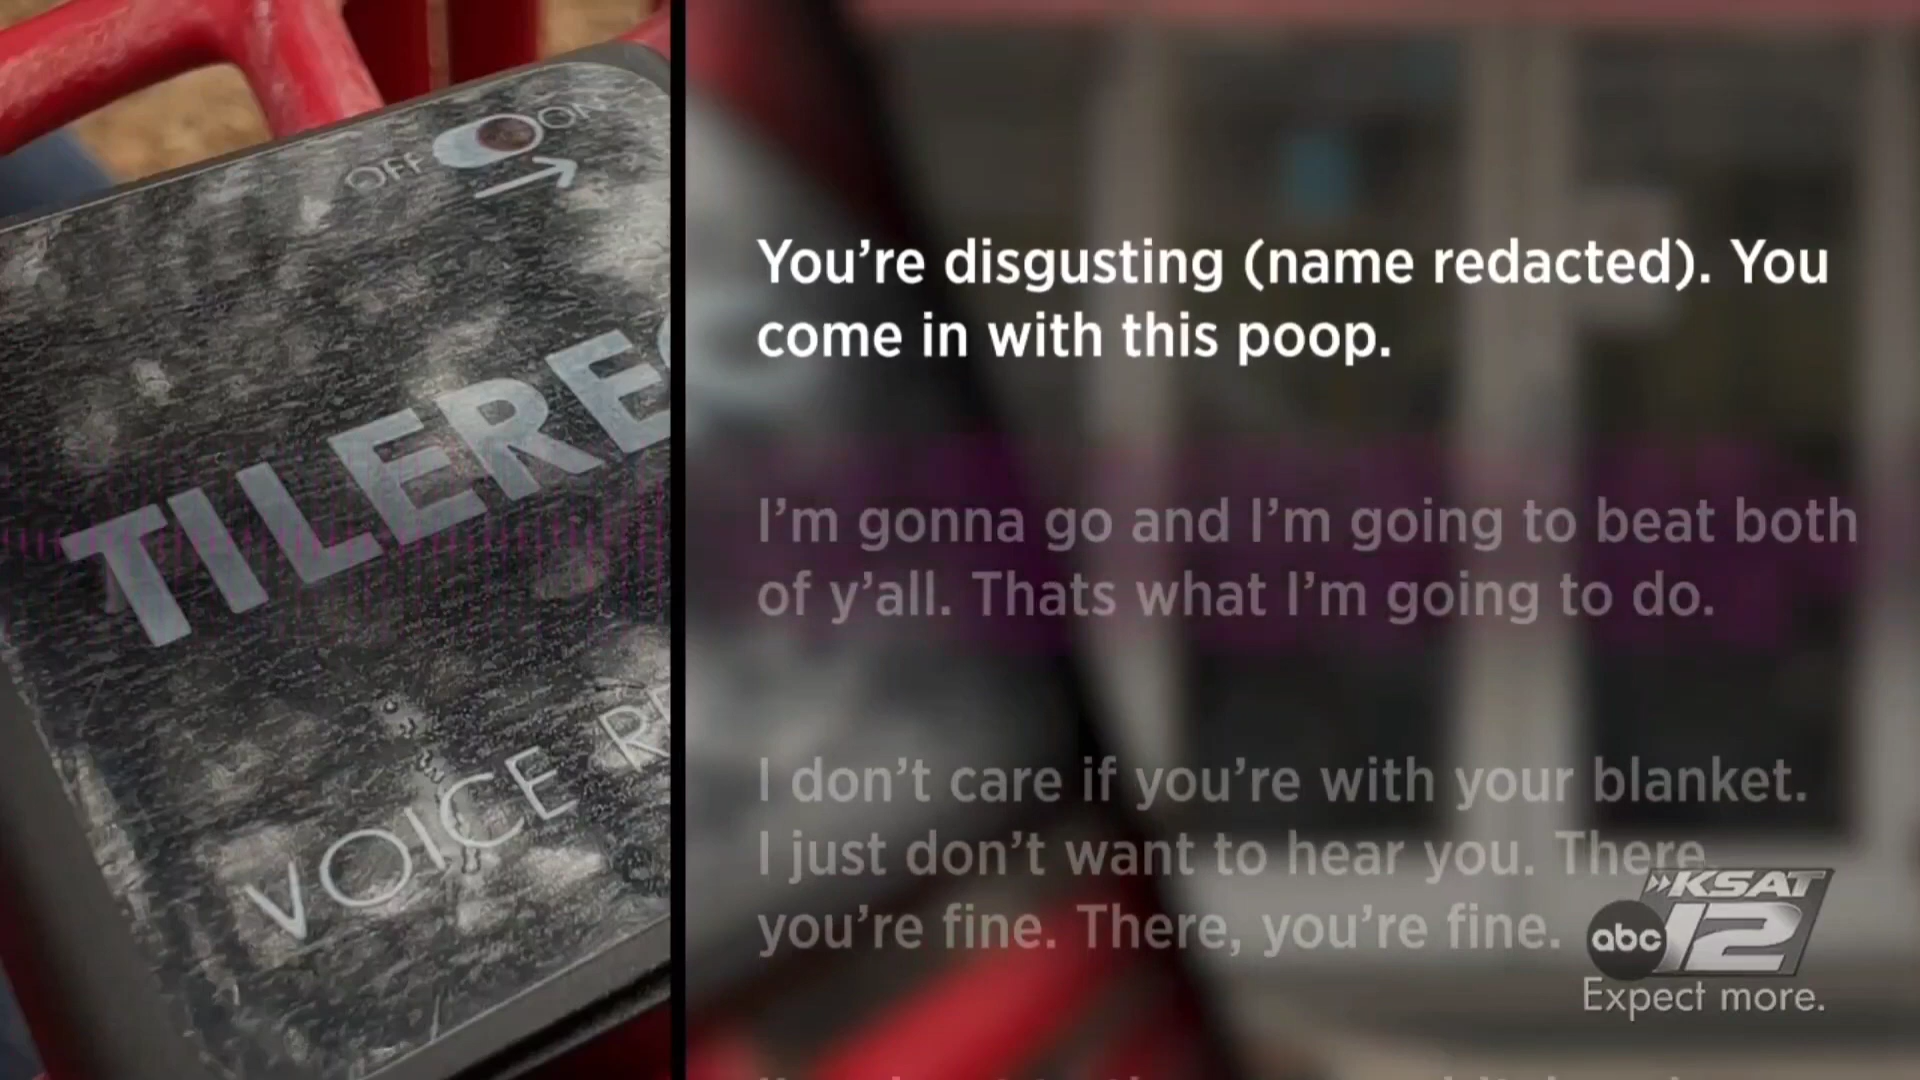 OFF ON
TILEREC
VOICE RE
You're disgusting (name redacted). You
come in with this poop.
I'm gonna go and I'm going to beat both
of y'all. Thats what I'm going to do.
I don't care if you're with your blanket.
I just don't want to hear you. There
you're fine. There, you're fine.
KSAT
abc 12
Expect more.